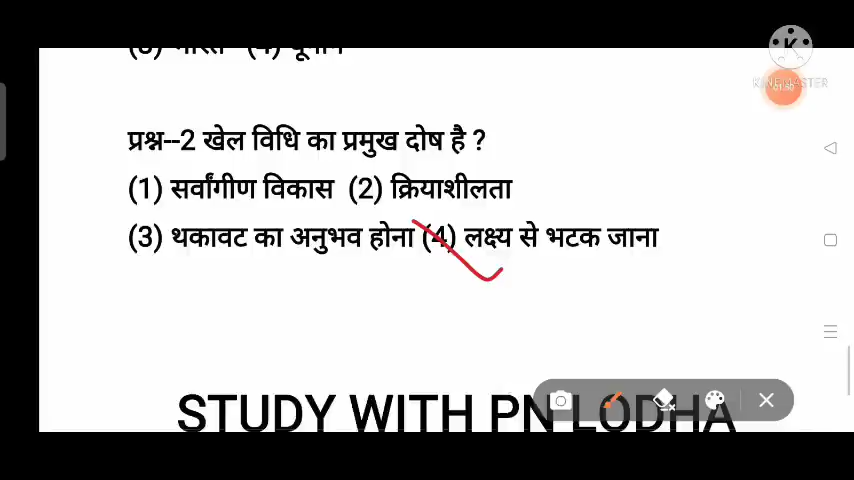 KINEMASTER
प्रश्न--2 खेल विधि का प्रमुख दोष है ?
(1) सर्वांगीण विकास (2) क्रियाशीलता
(3) थकावट का अनुभव होना (4) लक्ष्य से भटक जाना
STUDY WITH PN LODHA